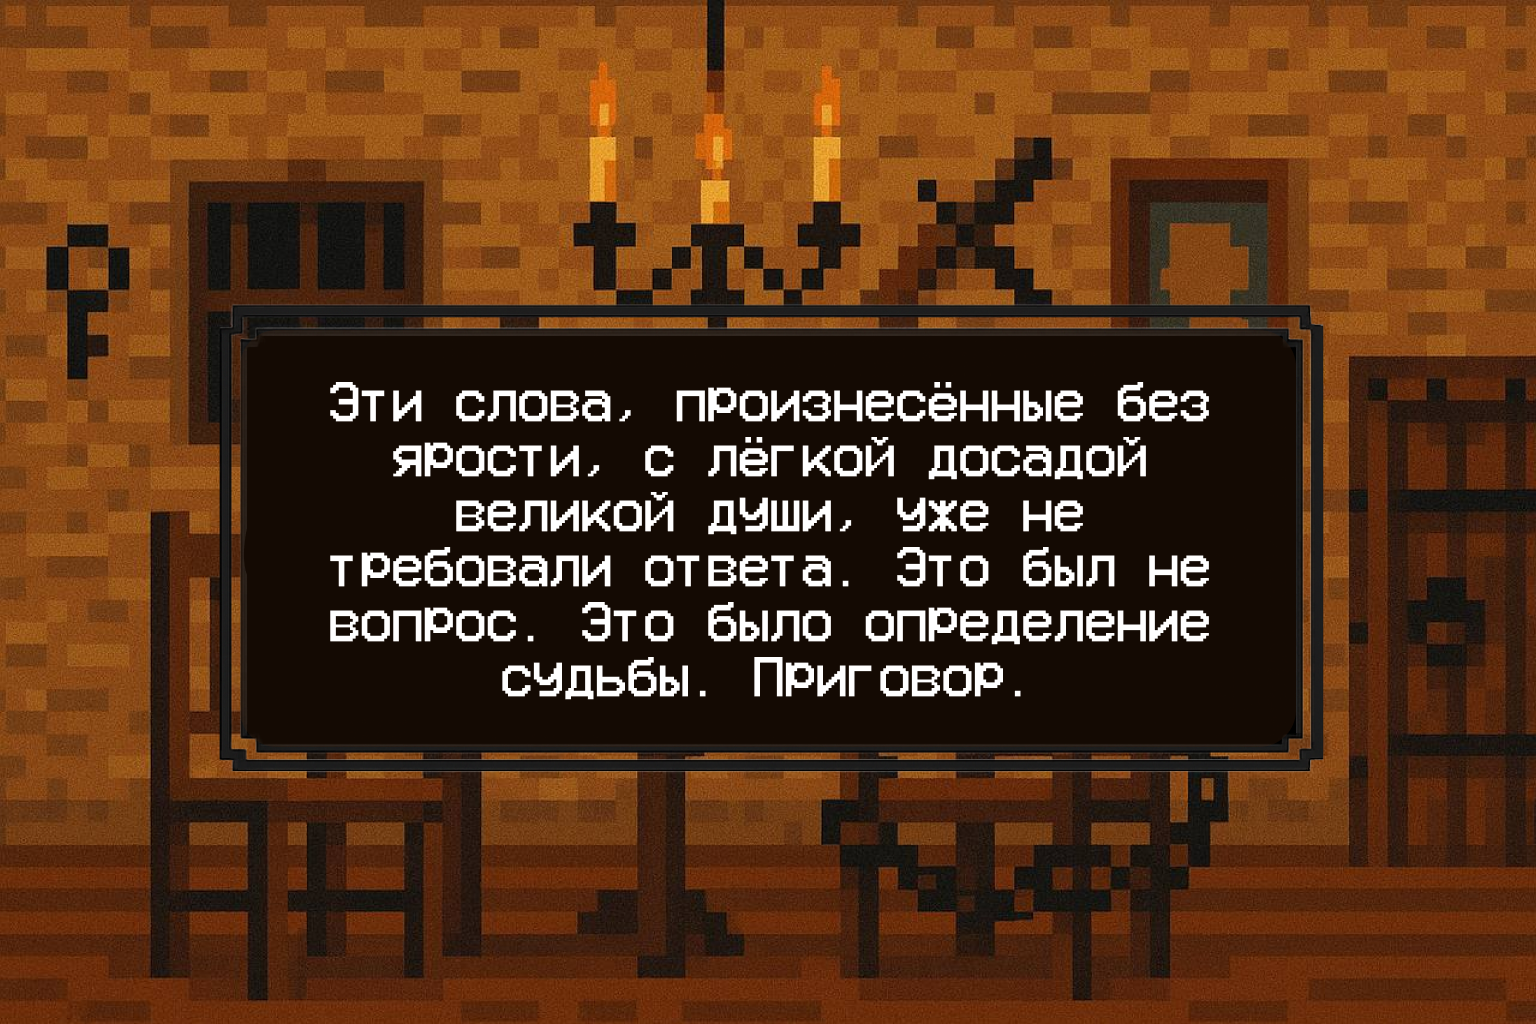 Эти слова, произнесённые без
ярости, с лёгкой досадой
великой души, уже не
требовали ответа. Это был не
вопрос. Это было определение
судьбы. Приговор.